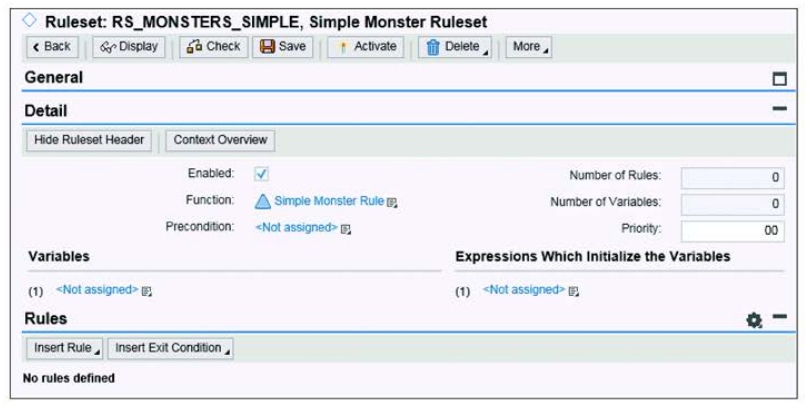 Ruleset: RS_MONSTERS_SIMPLE, Simple Monster Ruleset
Back Display Check Save Activate Delete More
General
Detail
Hide Ruleset Header Context Overview
Enabled: Number of Rules: 0
Function: Simple Monster Rule Number of Variables: 0
Precondition: <Not assigned> Priority: 00
Variables Expressions Which Initialize the Variables
(1) <Not assigned> (1) <Not assigned>
Rules
Insert Rule Insert Exit Condition
No rules defined